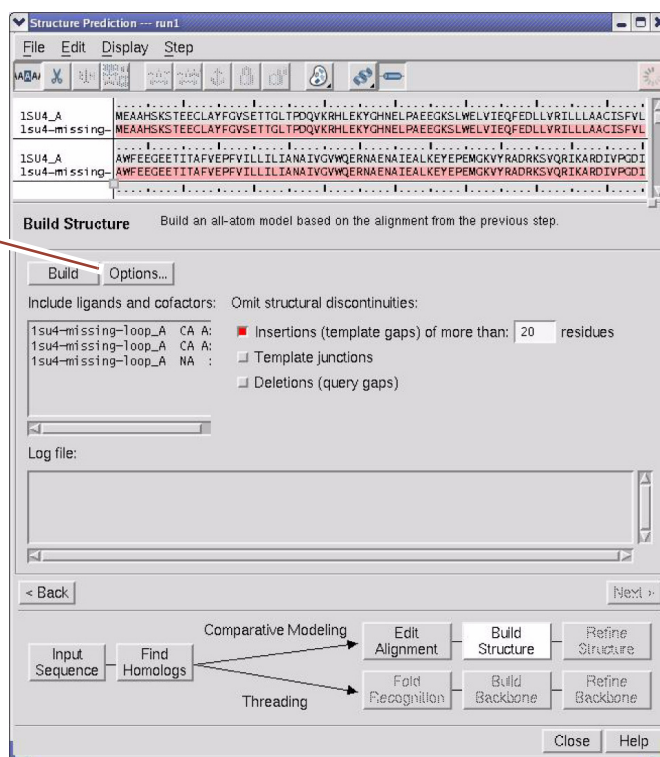 Structure Prediction --- run1
File Edit Display Step
1SU4_A MEAAHSKSTEECLAYFGVSETTGLTPDQVKRHLEKYGHNELPAEEGKSLWELVIEQFEDLLVRILLLAACISFVL
1su4-missing- MEAAHSKSTEECLAYFGVSETTGLTPDQVKRHLEKYGHNELPAEEGKSLWELVIEQFEDLLVRILLLAACISFVL
1SU4_A AWFEEGEETITAFVEPFVILLILIANAIVGVWQERNAENAIEALKEYEPEMGKVYRADRKSVQRIKARDIVPGDI
1su4-missing- AWFEEGEETITAFVEPFVILLILIANAIVGVWQERNAENAIEALKEYEPEMGKVYRADRKSVQRIKARDIVPGDI
Build Structure Build an all-atom model based on the alignment from the previous step.
Build Options...
Include ligands and cofactors: Omit structural discontinuities:
1su4-missing-loop_A CA A:
1su4-missing-loop_A CA A:
1su4-missing-loop_A NA :
Insertions (template gaps) of more than: 20 residues
Template junctions
Deletions (query gaps)
Log file:
< Back Next >
Comparative Modeling
Input Sequence
Find Homologs
Edit Alignment
Build Structure
Refine Structure
Threading
Fold Recognition
Build Backbone
Refine Backbone
Close Help